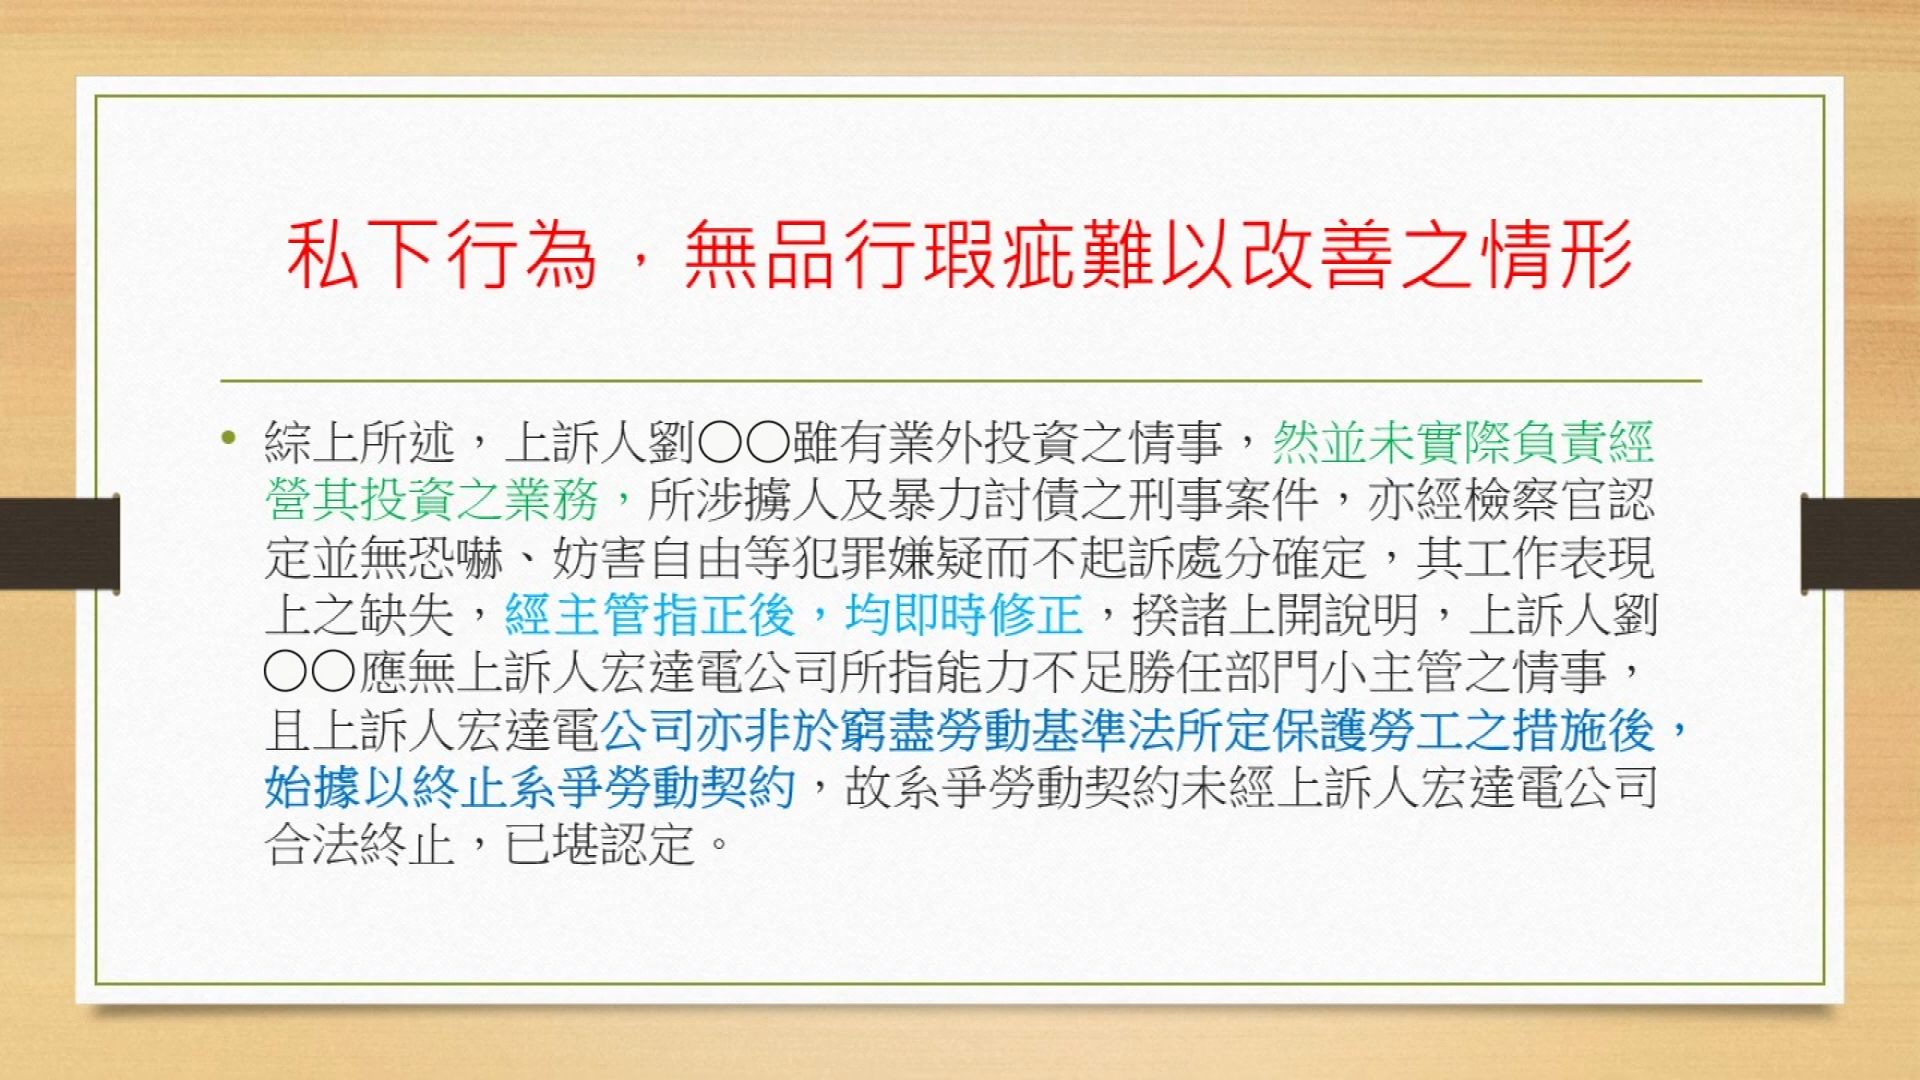 私下行為，無品行瑕疵難以改善之情形
• 綜上所述，上訴人劉〇〇雖有業外投資之情事，然並未實際負責經
營其投資之業務，所涉擄人及暴力討債之刑事案件，亦經檢察官認
定並無恐嚇、妨害自由等犯罪嫌疑而不起訴處分確定，其工作表現
上之缺失，經主管指正後，均即時修正，揆諸上開說明，上訴人劉
〇〇應無上訴人宏達電公司所指能力不足勝任部門小主管之情事，
且上訴人宏達電公司亦非於窮盡勞動基準法所定保護勞工之措施後，
始據以終止系爭勞動契約，故系爭勞動契約未經上訴人宏達電公司
合法終止，已堪認定。